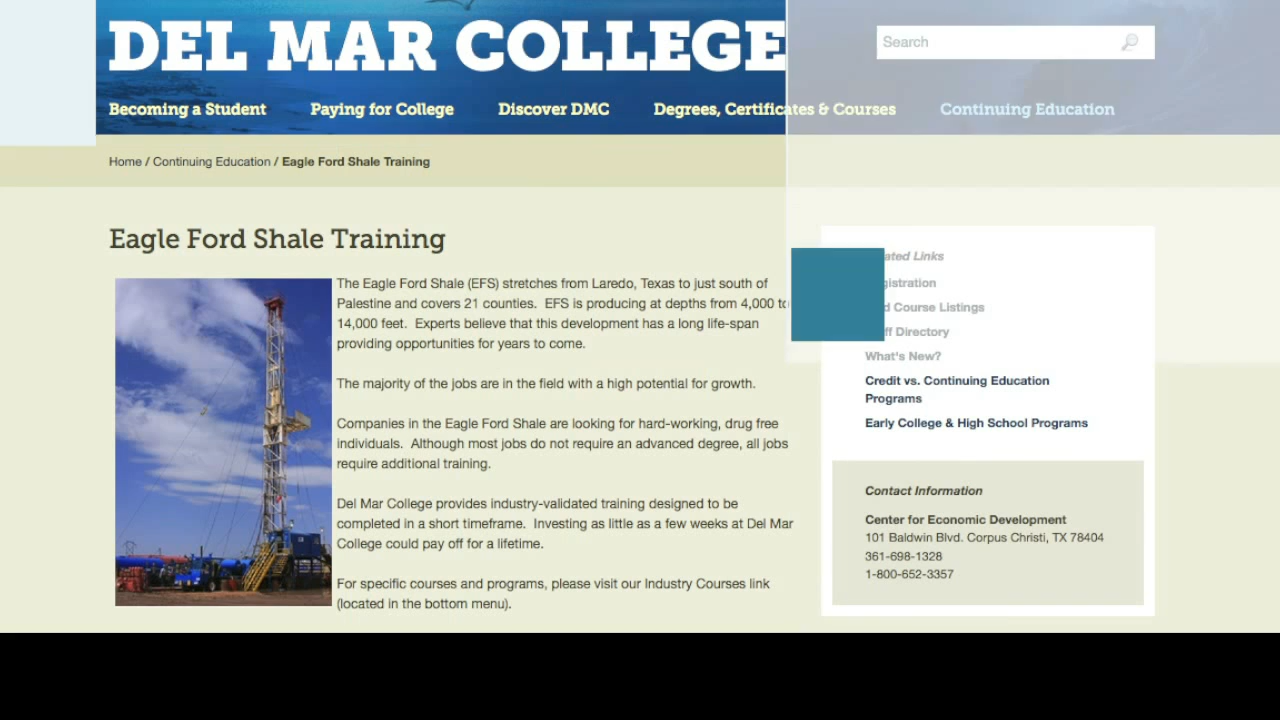 DEL MAR COLLEGE
Search
Becoming a Student
Paying for College
Discover DMC
Degrees, Certificates & Courses
Continuing Education
Home / Continuing Education / Eagle Ford Shale Training
Eagle Ford Shale Training
The Eagle Ford Shale (EFS) stretches from Laredo, Texas to just south of
Palestine and covers 21 counties. EFS is producing at depths from 4,000 to
14,000 feet. Experts believe that this development has a long life-span
providing opportunities for years to come.
The majority of the jobs are in the field with a high potential for growth.
Companies in the Eagle Ford Shale are looking for hard-working, drug free
individuals. Although most jobs do not require an advanced degree, all jobs
require additional training.
Del Mar College provides industry-validated training designed to be
completed in a short timeframe. Investing as little as a few weeks at Del Mar
College could pay off for a lifetime.
For specific courses and programs, please visit our Industry Courses link
(located in the bottom menu).
Links
Course Listings
Directory
What's New?
Credit vs. Continuing Education
Programs
Early College & High School Programs
Contact Information
Center for Economic Development
101 Baldwin Blvd. Corpus Christi, TX 78404
361-698-1328
1-800-652-3357